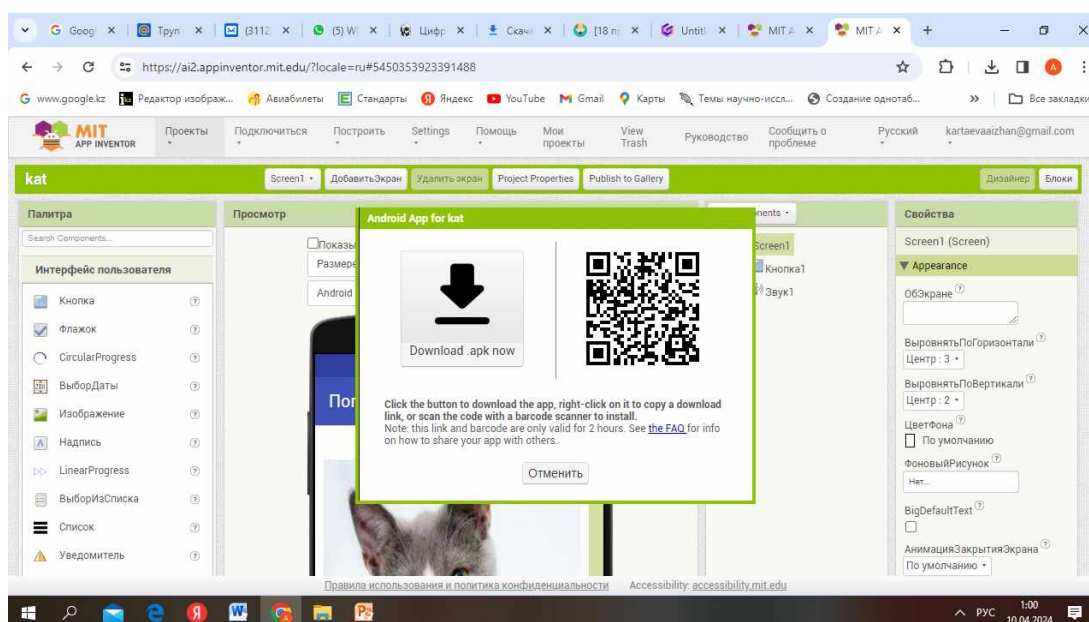 Goog
Труп
(3112
(5) W
Цифр
Скача
(18 п
Untitl
MIT A
MIT A
https://ai2.appinventor.mit.edu/?locale=ru#5450353923391488
www.google.kz Редактор изображ... Авиабилеты Стандарты Яндекс YouTube Gmail Карты Темы научно-иссл... Создание однотаб... » Все закладки
MIT
APP INVENTOR
Проекты
Подключиться
Построить
Settings
Помощь
Мои проекты
View Trash
Руководство
Сообщить о проблеме
Русский
kartaevaaizhan@gmail.com
kat
Screen1
ДобавитьЭкран
Удалить экран
Project Properties
Publish to Gallery
Дизайнер
Блоки
Палитра
Search Components...
Интерфейс пользователя
Кнопка
Флажок
CircularProgress
ВыборДаты
Изображение
Надпись
LinearProgress
ВыборИзСписка
Список
Уведомитель
Просмотр
Показы
Размере
Android
Пог
Android App for kat
Download .apk now
Click the button to download the app, right-click on it to copy a download
link, or scan the code with a barcode scanner to install.
Note: this link and barcode are only valid for 2 hours. See the FAQ for info
on how to share your app with others.
Отменить
nents
Screen1
Кнопка1
Звук1
Свойства
Screen1 (Screen)
Appearance
ОбЭкране
ВыровнятьПоГоризонтали
Центр : 3
ВыровнятьПоВертикали
Центр : 2
ЦветФона
По умолчанию
ФоновыйРисунок
Нет...
BigDefaultText
АнимацияЗакрытияЭкрана
По умолчанию
Правила использования и политика конфиденциальности
Accessibility: accessibility.mit.edu
РУС
1:00
10.04.2024